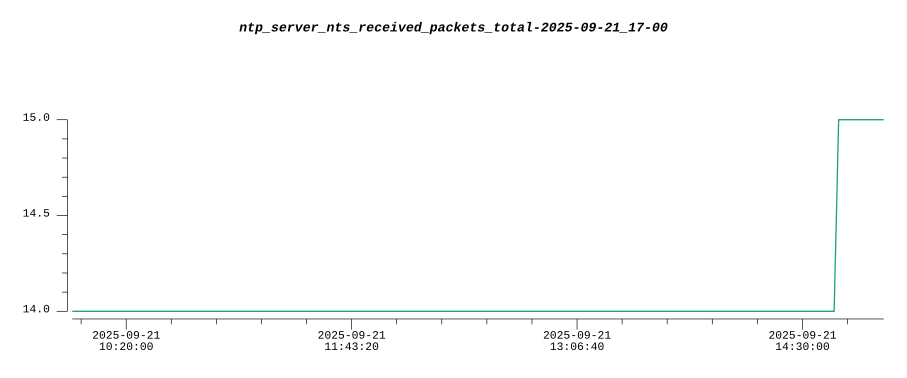 ntp_server_nts_received_packets_total-2025-09-21_17-00
15.0
14.5
14.0
2025-09-21 2025-09-21 2025-09-21 2025-09-21
10:20:00 11:43:20 13:06:40 14:30:00